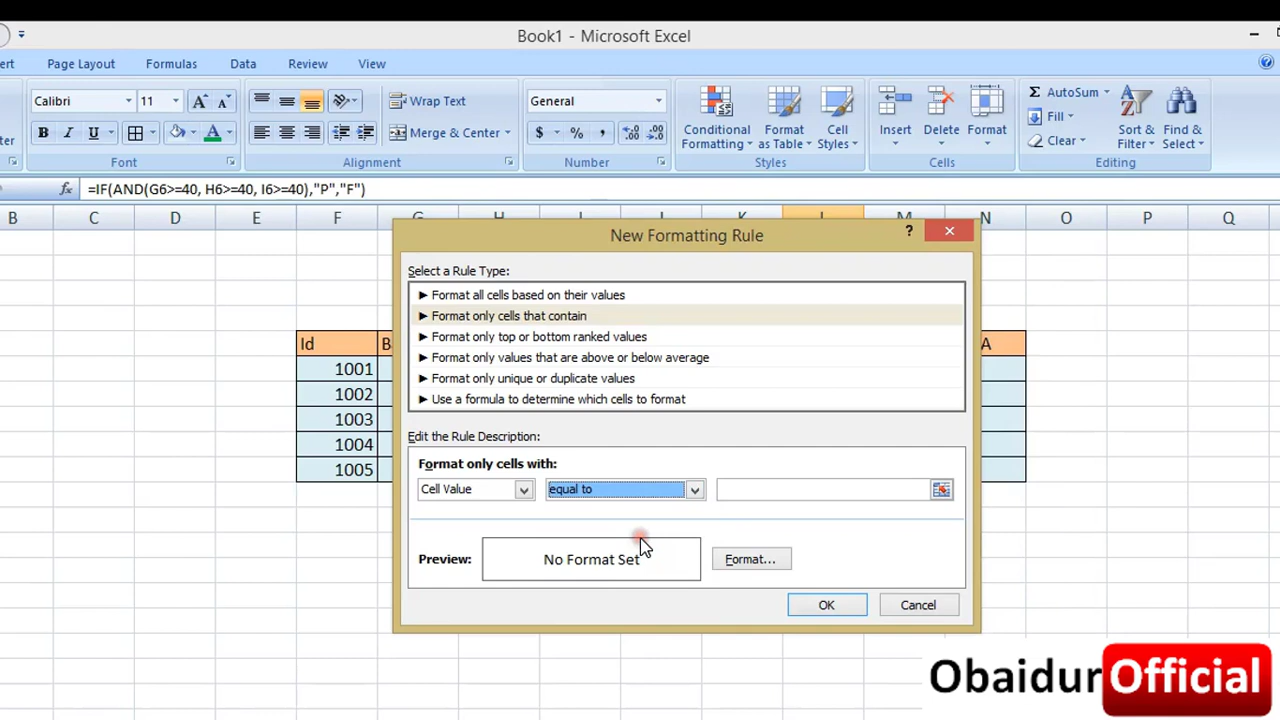 Book1 - Microsoft Excel
ert Page Layout Formulas Data Review View
Calibri 11 Wrap Text General Conditional Formatting Format as Table Cell Styles Insert Delete Format AutoSum Fill Clear Sort & Filter Find & Select
B I U Merge & Center $ % ,
ter Font Alignment Number Styles Cells Editing
fx =IF(AND(G6>=40, H6>=40, I6>=40),"P","F")
B C D E F G H I J K L M N O P Q
New Formatting Rule ?
Select a Rule Type:
► Format all cells based on their values
► Format only cells that contain
► Format only top or bottom ranked values
► Format only values that are above or below average
► Format only unique or duplicate values
► Use a formula to determine which cells to format
Edit the Rule Description:
Format only cells with:
Cell Value equal to
Preview: No Format Set Format...
OK Cancel
Id B A
1001
1002
1003
1004
1005
Obaidur Official